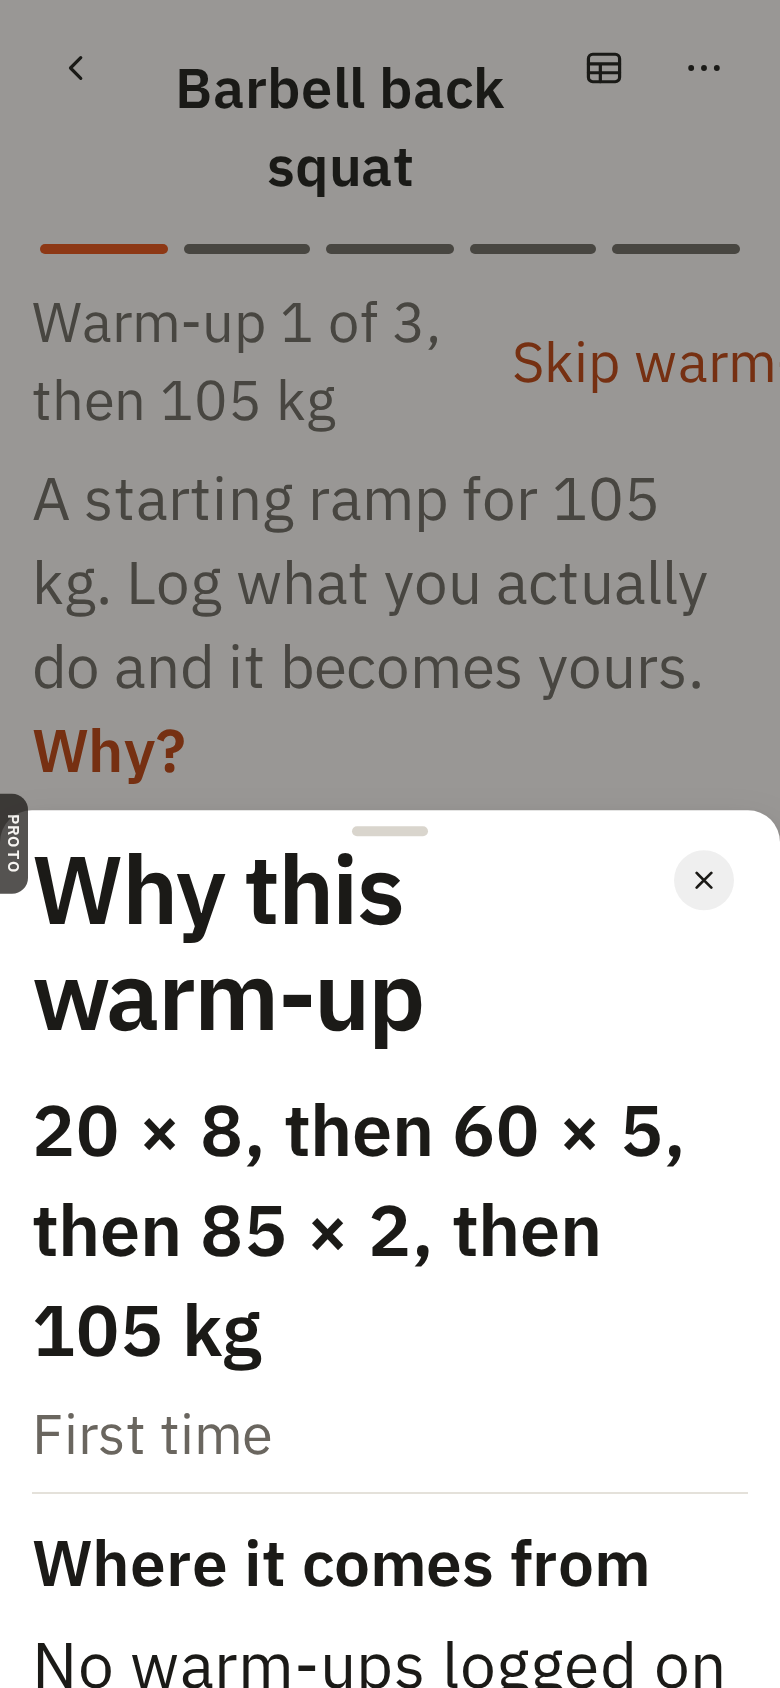 Barbell back
squat
Warm-up 1 of 3,
then 105 kg
Skip warm
A starting ramp for 105
kg. Log what you actually
do and it becomes yours.
Why?
PROTO
Why this
warm-up
20 × 8, then 60 × 5,
then 85 × 2, then
105 kg
First time
Where it comes from
No warm-ups logged on